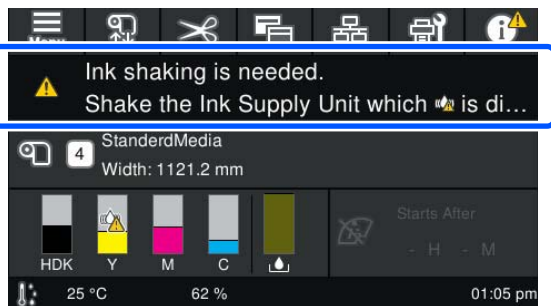 Menu
Ink shaking is needed.
Shake the Ink Supply Unit which is di...
4
StanderdMedia
Width: 1121.2 mm
Starts After
- H - M
HDK Y M C
25 °C 62 % 01:05 pm